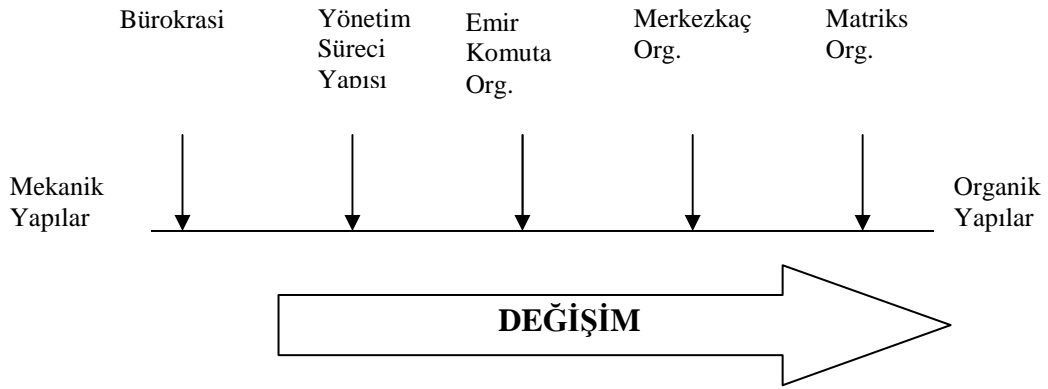 Bürokrasi
Yönetim
Süreci
Yapısı
Emir
Komuta
Org.
Merkezkaç
Org.
Matriks
Org.
Mekanik
Yapılar
Organik
Yapılar
DEĞİŞİM